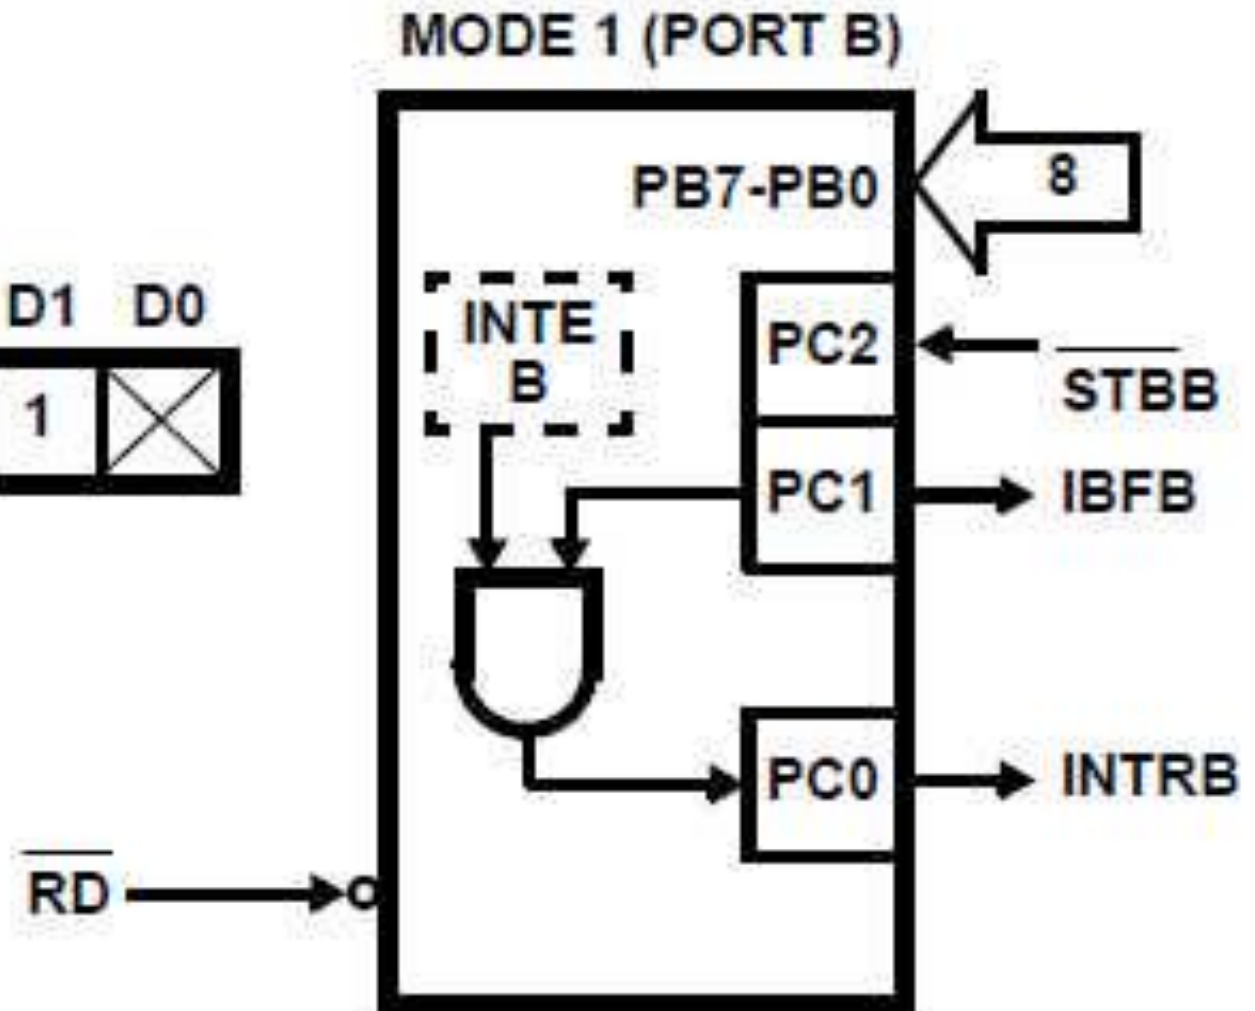 MODE 1 (PORT B)
PB7-PB0
8
D1 D0
1
INTE
B
PC2
STBB
PC1
IBFB
PC0
INTRB
RD